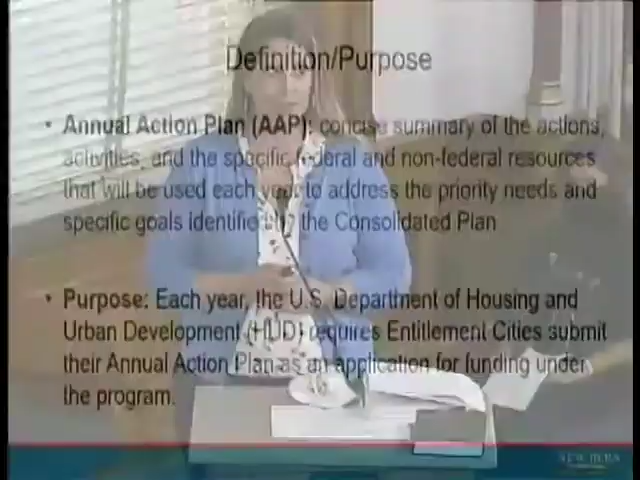 Definition/Purpose
• Annual Action Plan (AAP): concise summary of the actions,
activities, and the specific federal and non-federal resources
that will be used each year to address the priority needs and
specific goals identified in the Consolidated Plan
• Purpose: Each year, the U.S. Department of Housing and
Urban Development (HUD) requires Entitlement Cities submit
their Annual Action Plan as an application for funding under
the program.
NEW BERN